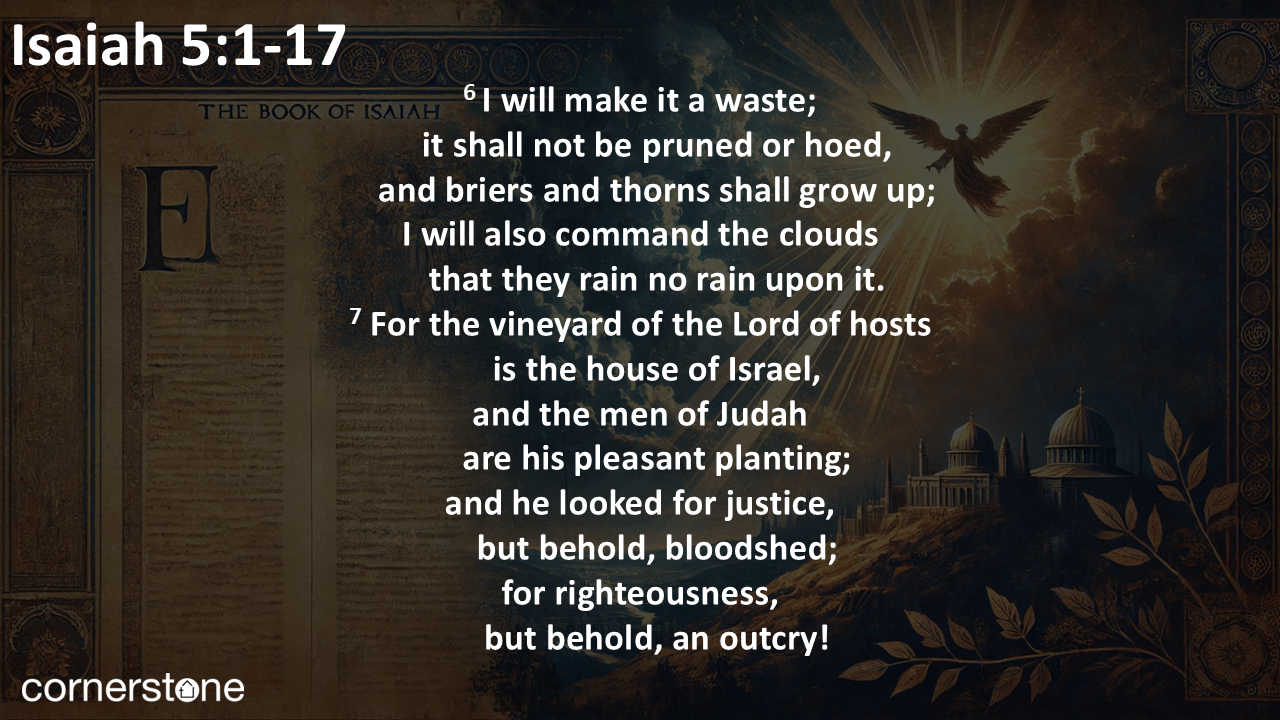 Isaiah 5:1-17
THE BOOK OF ISAIAH
E
6 I will make it a waste;
it shall not be pruned or hoed,
and briers and thorns shall grow up;
I will also command the clouds
that they rain no rain upon it.
7 For the vineyard of the Lord of hosts
is the house of Israel,
and the men of Judah
are his pleasant planting;
and he looked for justice,
but behold, bloodshed;
for righteousness,
but behold, an outcry!
cornerstone